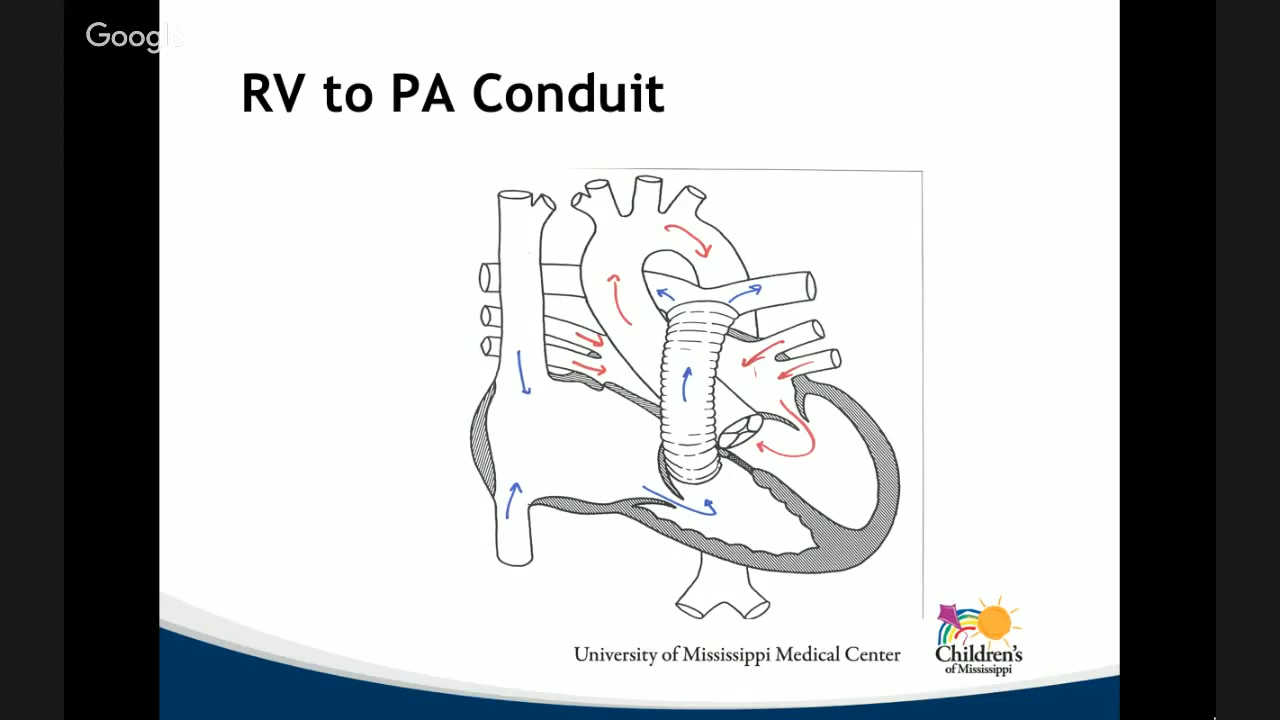 Google
RV to PA Conduit
University of Mississippi Medical Center
Children's
of Mississippi